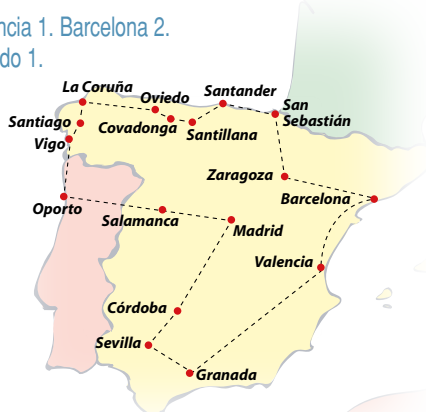 ncia 1. Barcelona 2.
do 1.
La Coruña
Oviedo
Santander
San
Sebastián
Santiago
Covadonga
Santillana
Vigo
Zaragoza
Barcelona
Oporto
Salamanca
Madrid
Valencia
Córdoba
Sevilla
Granada